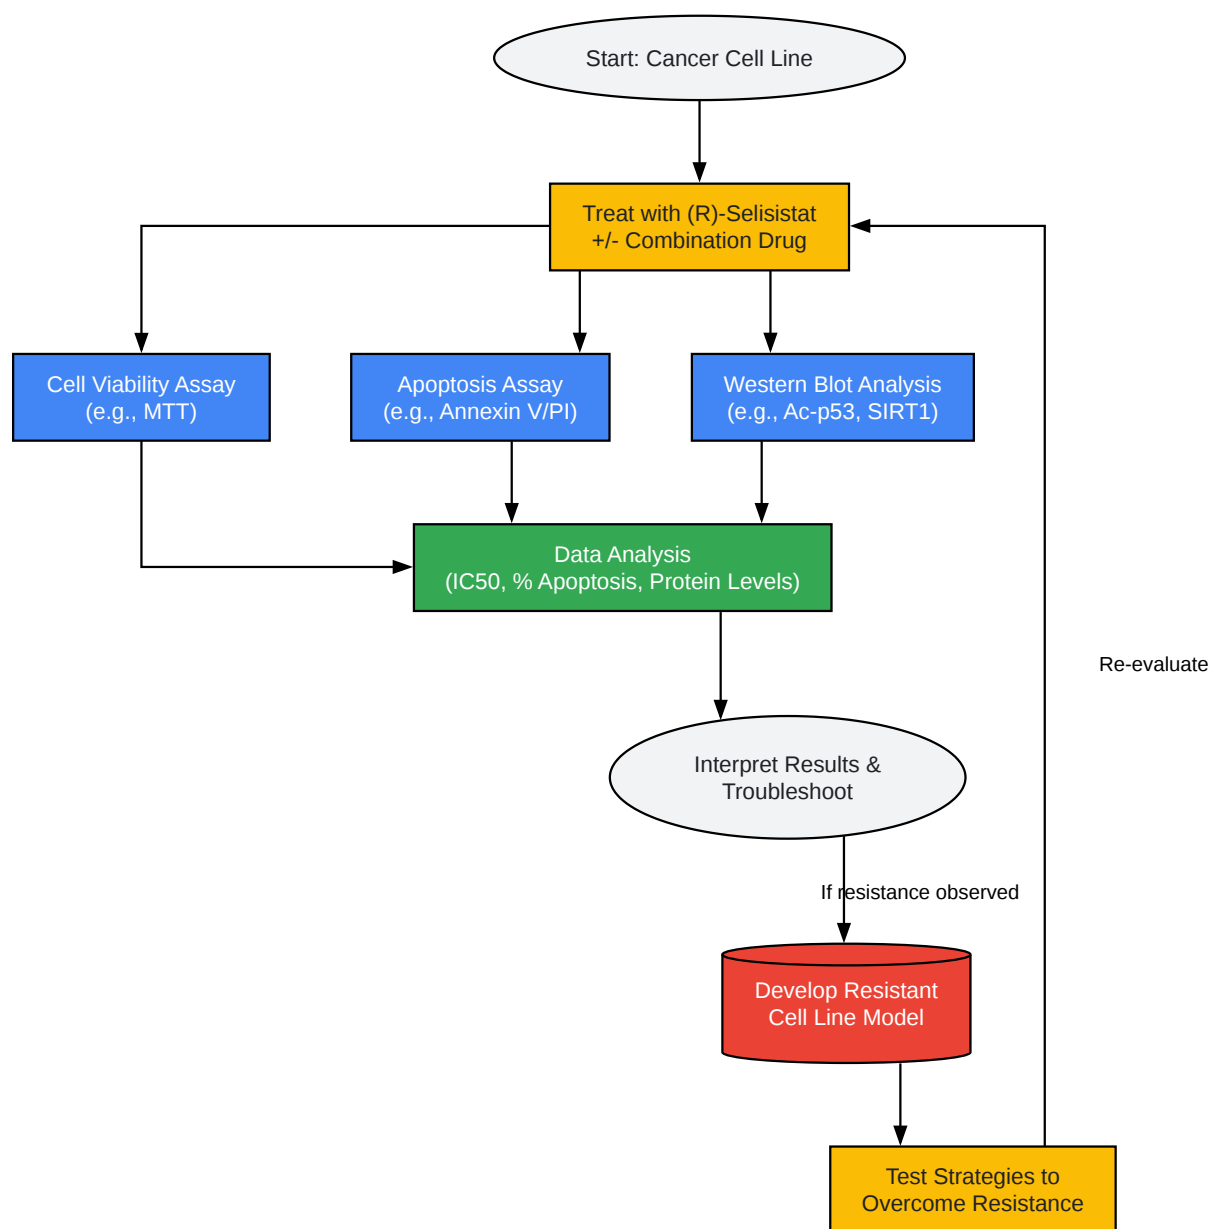 Start: Cancer Cell Line
Treat with (R)-Selisistat
+/- Combination Drug
Cell Viability Assay
(e.g., MTT)
Apoptosis Assay
(e.g., Annexin V/PI)
Western Blot Analysis
(e.g., Ac-p53, SIRT1)
Data Analysis
(IC50, % Apoptosis, Protein Levels)
Re-evaluate
Interpret Results &
Troubleshoot
If resistance observed
Develop Resistant
Cell Line Model
Test Strategies to
Overcome Resistance